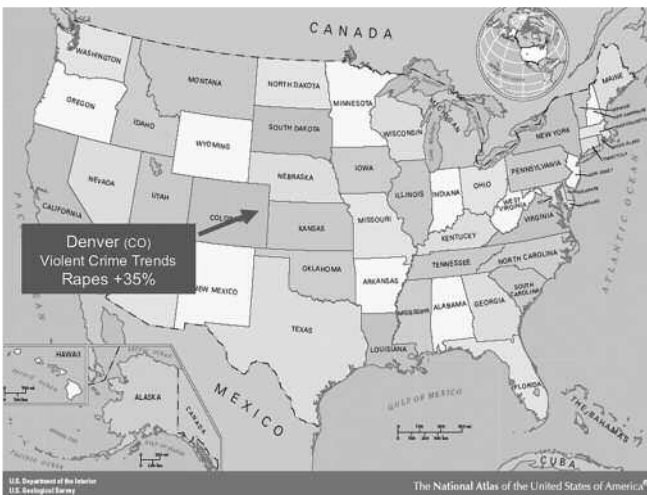 CANADA
WASHINGTON
MONTANA
NORTH DAKOTA
MINNESOTA
MAINE
OREGON
IDAHO
SOUTH DAKOTA
WISCONSIN
MICHIGAN
NEW YORK
WYOMING
NEBRASKA
IOWA
ILLINOIS
INDIANA
OHIO
PENNSYLVANIA
NEVADA
UTAH
CALIFORNIA
KANSAS
MISSOURI
WEST
VIRGINIA
VIRGINIA
KENTUCKY
Denver (CO)
Violent Crime Trends
Rapes +35%
NEW MEXICO
OKLAHOMA
ARKANSAS
TENNESSEE
NORTH CAROLINA
SOUTH
CAROLINA
MISSISSIPPI
ALABAMA
GEORGIA
TEXAS
LOUISIANA
FLORIDA
ATLANTIC OCEAN
HAWAII
ALASKA
CANADA
MEXICO
GULF OF MEXICO
THE BAHAMAS
CUBA
U.S. Department of the Interior
U.S. Geological Survey
The National Atlas of the United States of America®